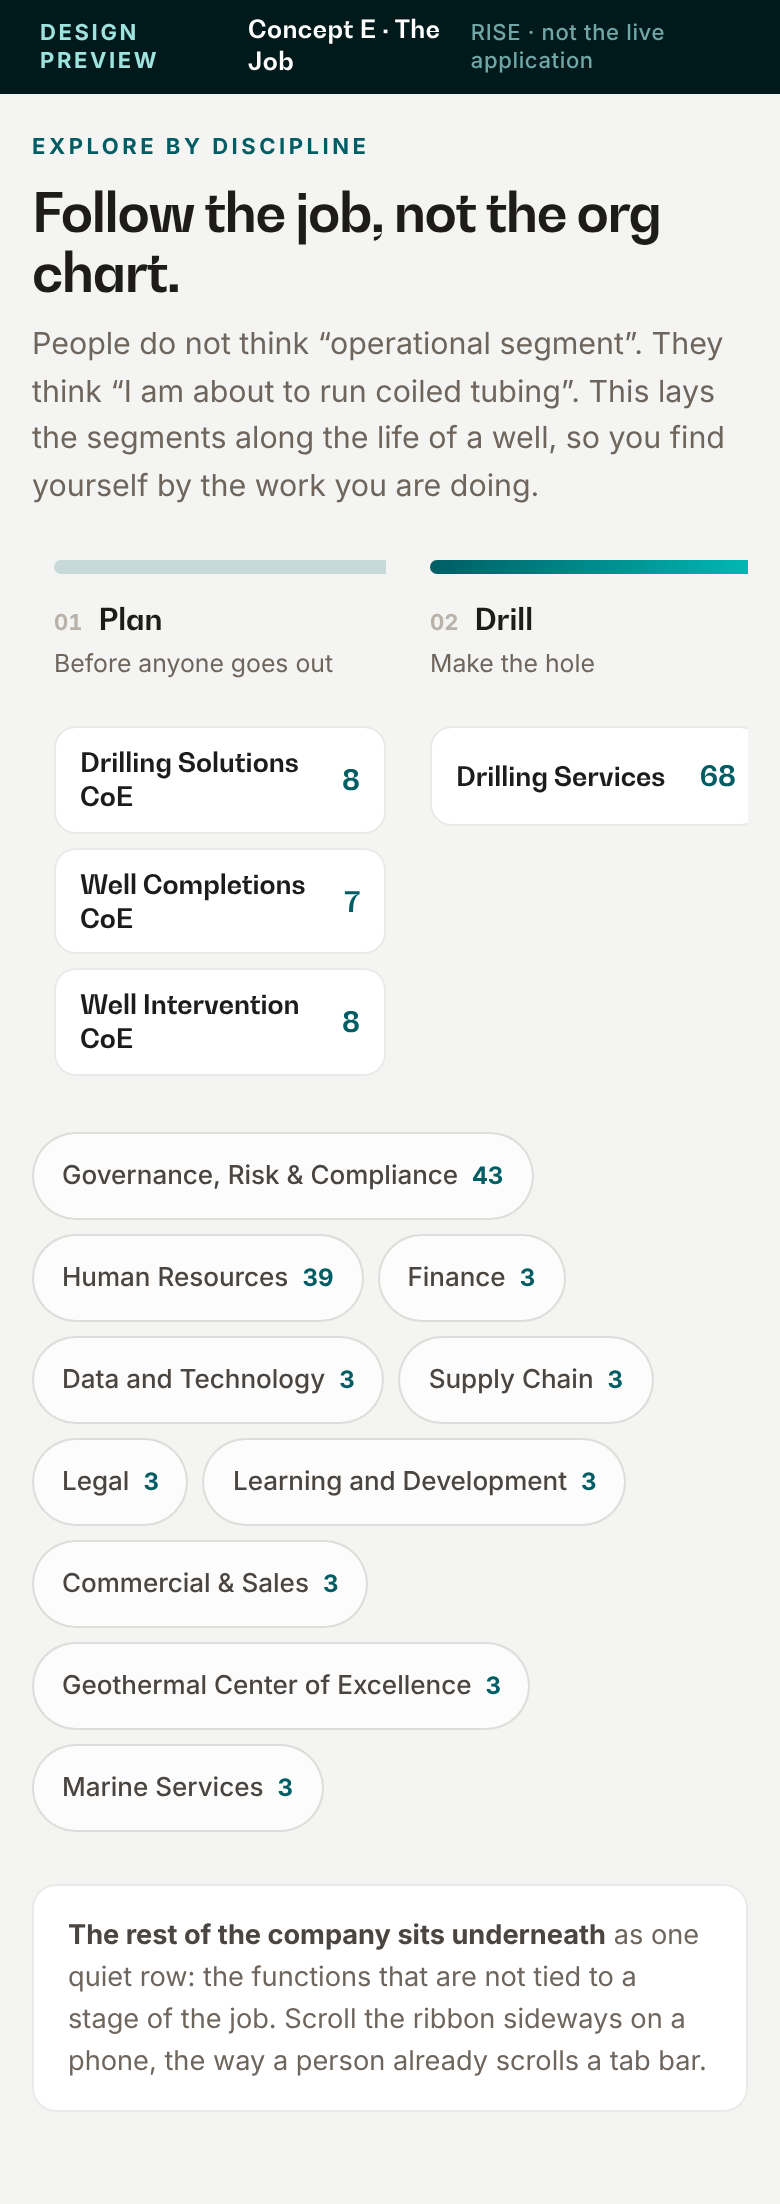 DESIGN PREVIEW
Concept E · The Job
RISE · not the live application
EXPLORE BY DISCIPLINE
Follow the job, not the org
chart.
People do not think “operational segment”. They
think “I am about to run coiled tubing”. This lays
the segments along the life of a well, so you find
yourself by the work you are doing.
01 Plan
Before anyone goes out
Drilling Solutions CoE 8
Well Completions CoE 7
Well Intervention CoE 8
02 Drill
Make the hole
Drilling Services 68
Governance, Risk & Compliance 43
Human Resources 39
Finance 3
Data and Technology 3
Supply Chain 3
Legal 3
Learning and Development 3
Commercial & Sales 3
Geothermal Center of Excellence 3
Marine Services 3
The rest of the company sits underneath as one
quiet row: the functions that are not tied to a
stage of the job. Scroll the ribbon sideways on a
phone, the way a person already scrolls a tab bar.